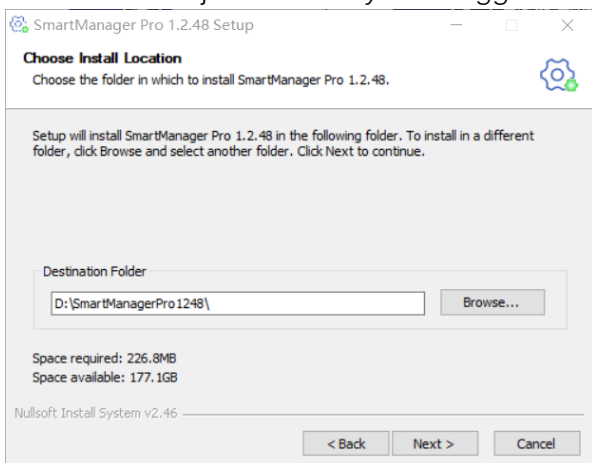 SmartManager Pro 1.2.48 Setup
Choose Install Location
Choose the folder in which to install SmartManager Pro 1.2.48.
Setup will install SmartManager Pro 1.2.48 in the following folder. To install in a different
folder, click Browse and select another folder. Click Next to continue.
Destination Folder
D:\SmartManagerPro1248\
Browse...
Space required: 226.8MB
Space available: 177.1GB
Nullsoft Install System v2.46
< Back
Next >
Cancel